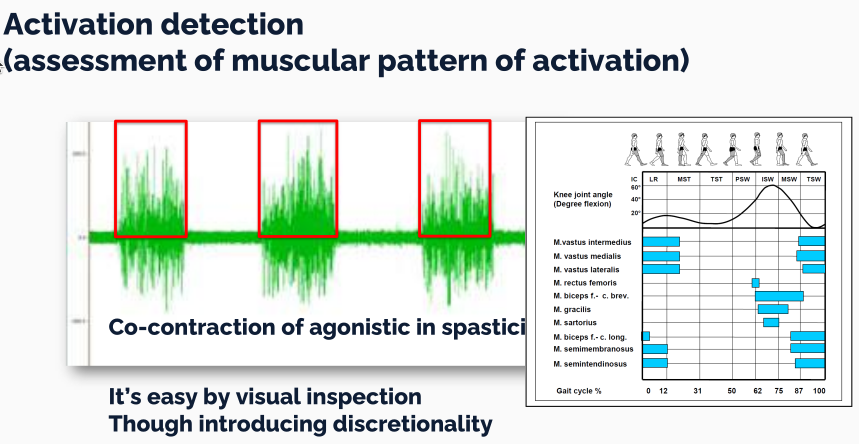 Activation detection
(assessment of muscular pattern of activation)
Co-contraction of agonistic in spastici
It's easy by visual inspection
Though introducing discretionality
IC LR MST TST PSW ISW MSW TSW
Knee joint angle
(Degree flexion)
60°
40°
20°
M.vastus intermedius
M. vastus medialis
M. vastus lateralis
M. rectus femoris
M. biceps f.- c. brev.
M. gracilis
M. sartorius
M. biceps f.- c. long.
M. semimembranosus
M. semintendinosus
Gait cycle % 0 12 31 50 62 75 87 100